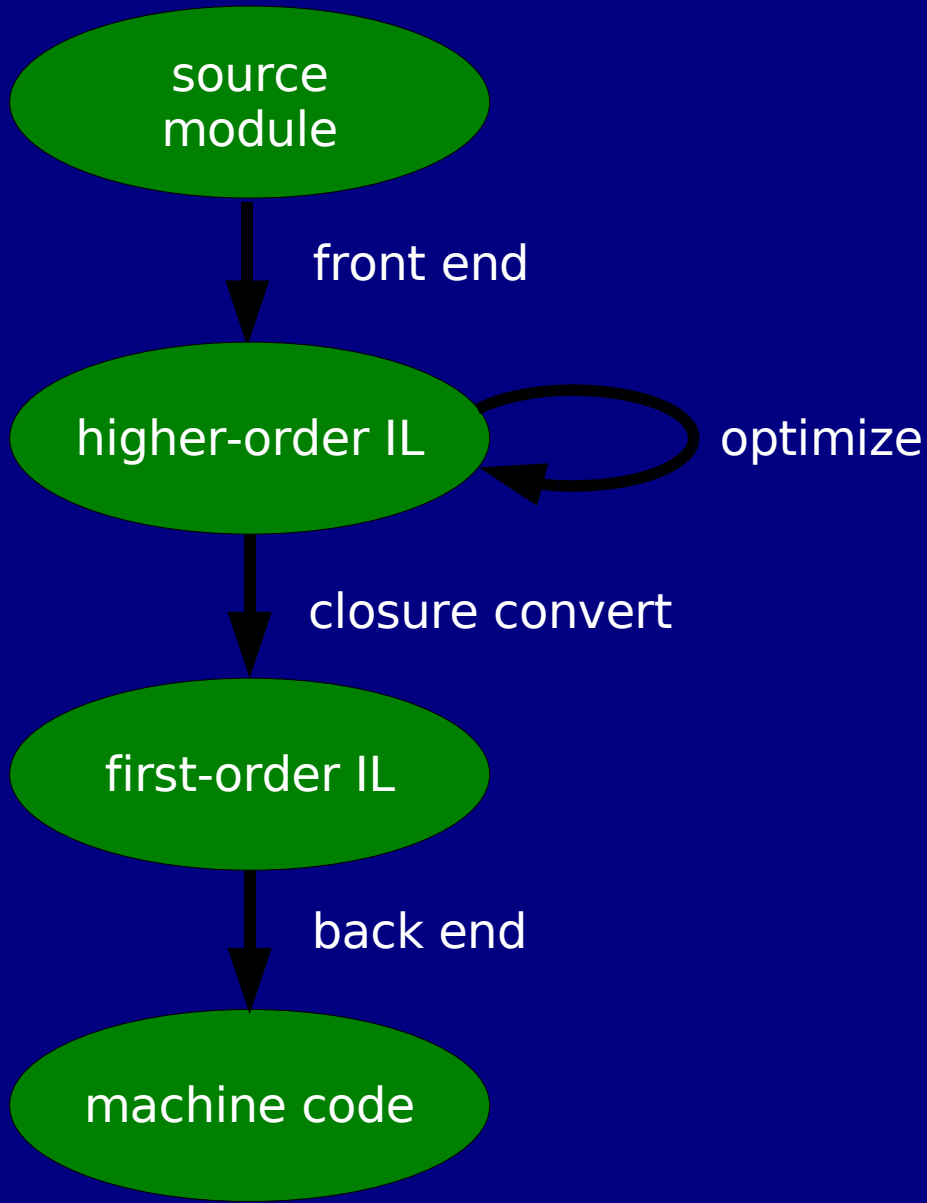 source
module
front end
higher-order IL
optimize
closure convert
first-order IL
back end
machine code